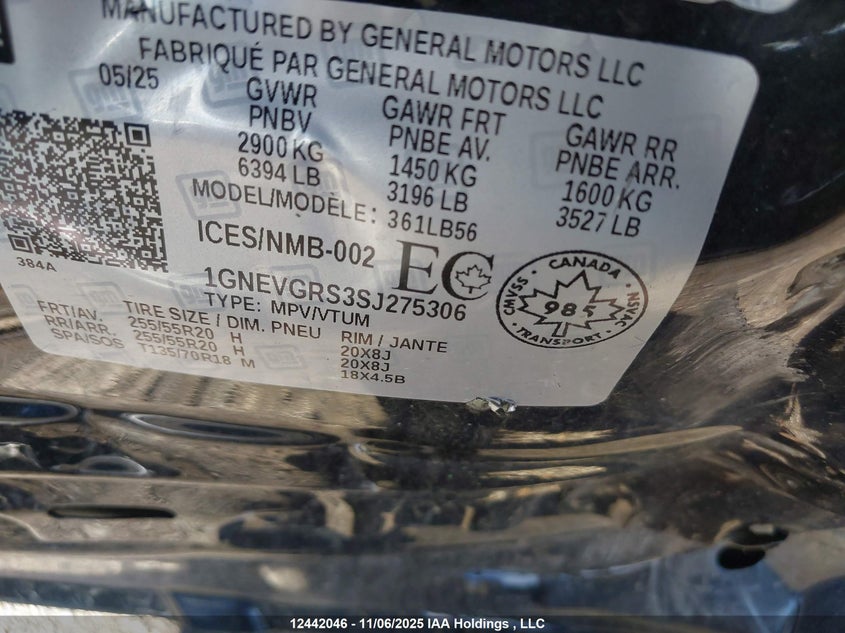 MANUFACTURED BY GENERAL MOTORS LLC
FABRIQUÉ PAR GENERAL MOTORS LLC
05/25
GVWR GAWR FRT GAWR RR
PNBV PNBE AV. PNBE ARR.
2900 KG 1450 KG 1600 KG
6394 LB 3196 LB 3527 LB
MODEL/MODÈLE: 361LB56
ICES/NMB-002 EC
384A
1GNEVGRS3SJ275306
TYPE: MPV/VTUM
CANADA
CMVSS 985 NSVAC
TRANSPORT
TIRE SIZE / DIM. PNEU RIM / JANTE
FRT/AV. 255/55R20 H 20X8J
RR/ARR. 255/55R20 H 20X8J
SPA/SOS T135/70R18 M 18X4.5B
12442046 - 11/06/2025 IAA Holdings , LLC